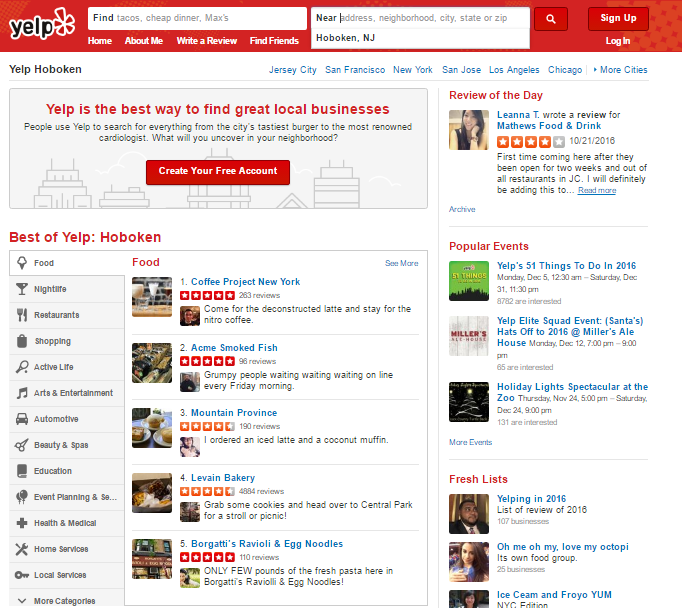 yelp
Find tacos, cheap dinner, Max's
Near address, neighborhood, city, state or zip
Hoboken, NJ
Sign Up
Home About Me Write a Review Find Friends
Log In
Yelp Hoboken
Jersey City San Francisco New York San Jose Los Angeles Chicago More Cities
Yelp is the best way to find great local businesses
People use Yelp to search for everything from the city's tastiest burger to the most renowned
cardiologist. What will you uncover in your neighborhood?
Create Your Free Account
Best of Yelp: Hoboken
Food
Nightlife
Restaurants
Shopping
Active Life
Arts & Entertainment
Automotive
Beauty & Spas
Education
Event Planning & Se...
Health & Medical
Home Services
Local Services
More Categories
Food
See More
1. Coffee Project New York
263 reviews
Come for the deconstructed latte and stay for the
nitro coffee.
2. Acme Smoked Fish
96 reviews
Grumpy people waiting waiting waiting on line
every Friday morning.
3. Mountain Province
190 reviews
I ordered an iced latte and a coconut muffin.
4. Levain Bakery
4884 reviews
Grab some cookies and head over to Central Park
for a stroll or picnic!
5. Borgatti's Ravioli & Egg Noodles
110 reviews
ONLY FEW pounds of the fresh pasta here in
Borgatti's Raviolli & Egg Noodles!
Review of the Day
Leanna T. wrote a review for
Mathews Food & Drink
10/21/2016
First time coming here after they
been open for two weeks and out of
all restaurants in JC. I will definitely
be adding this to... Read more
Archive
Popular Events
51 THINGS
Yelp's 51 Things To Do In 2016
Monday, Dec 5, 12:30 am – Saturday, Dec
31, 11:30 pm
8782 are interested
MILLER'S
ALE·HOUSE
Yelp Elite Squad Event: (Santa's)
Hats Off to 2016 @ Miller's Ale
House Monday, Dec 12, 7:00 pm – 9:00
pm
65 are interested
Holiday Lights Spectacular at the
Zoo Thursday, Nov 24, 5:00 pm – Saturday,
Dec 24, 9:00 pm
131 are interested
More Events
Fresh Lists
Yelping in 2016
List of review of 2016
107 businesses
Oh me oh my, love my octopi
Its own food group.
25 businesses
Ice Ceam and Froyo YUM
NYC Edition